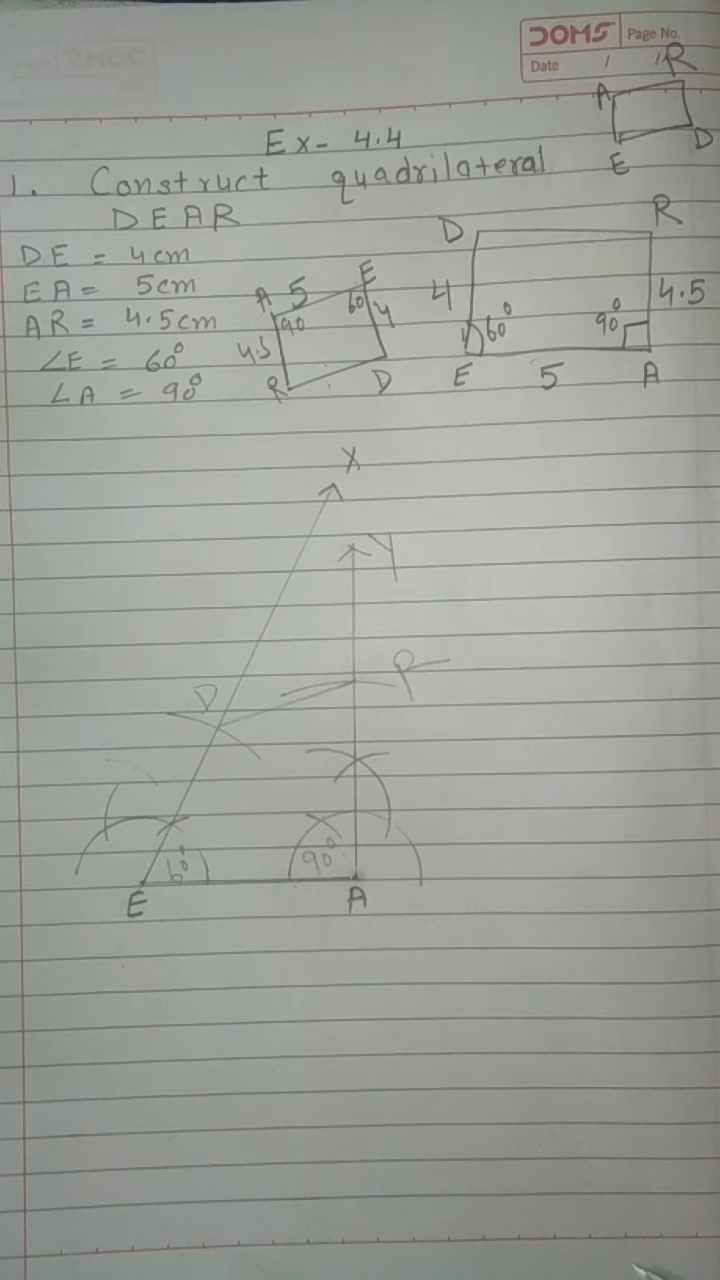 DOMS Page No.
Date / /
R
A
D
E
Ex- 4.4
1. Construct quadrilateral
DEAR
DE = 4cm
EA = 5cm
AR = 4.5cm
∠E = 60°
∠A = 90°
A 5 E
90 60 4
4.5
R D
D R
4 4.5
60° 90°
E 5 A
X
Y
D R
60° 90°
E A